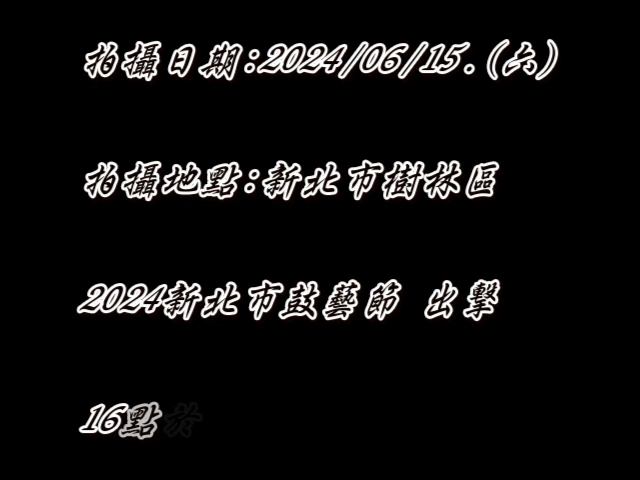 拍攝日期:2024/06/15.(六)
拍攝地點:新北市樹林區
2024新北市鼓藝節 出擊
16點於